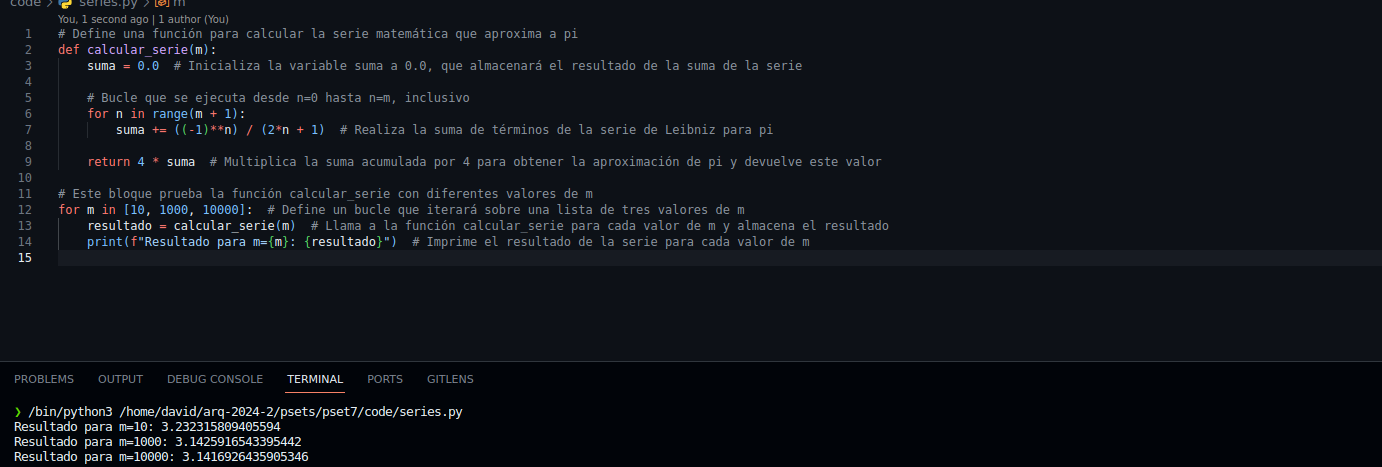 code > series.py > m
You, 1 second ago | 1 author (You)
1 # Define una función para calcular la serie matemática que aproxima a pi
2 def calcular_serie(m):
3     suma = 0.0  # Inicializa la variable suma a 0.0, que almacenará el resultado de la suma de la serie
4
5     # Bucle que se ejecuta desde n=0 hasta n=m, inclusivo
6     for n in range(m + 1):
7         suma += ((-1)**n) / (2*n + 1)  # Realiza la suma de términos de la serie de Leibniz para pi
8
9     return 4 * suma  # Multiplica la suma acumulada por 4 para obtener la aproximación de pi y devuelve este valor
10
11 # Este bloque prueba la función calcular_serie con diferentes valores de m
12 for m in [10, 1000, 10000]:  # Define un bucle que iterará sobre una lista de tres valores de m
13     resultado = calcular_serie(m)  # Llama a la función calcular_serie para cada valor de m y almacena el resultado
14     print(f"Resultado para m={m}: {resultado}")  # Imprime el resultado de la serie para cada valor de m
15
PROBLEMS OUTPUT DEBUG CONSOLE TERMINAL PORTS GITLENS
❯ /bin/python3 /home/david/arq-2024-2/psets/pset7/code/series.py
Resultado para m=10: 3.232315809405594
Resultado para m=1000: 3.1425916543395442
Resultado para m=10000: 3.1416926435905346